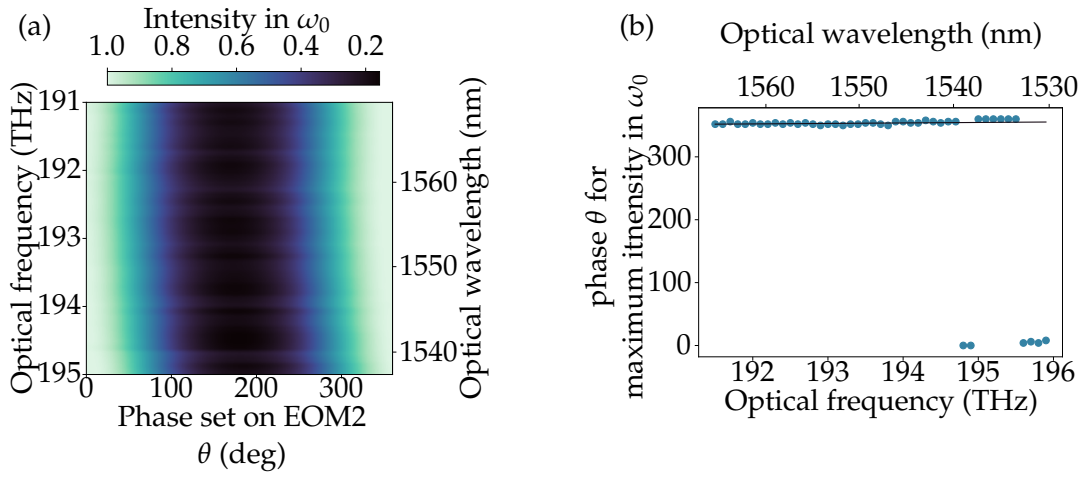 (a)
Intensity in ω0
1.0 0.8 0.6 0.4 0.2
Optical frequency (THz)
191
192
193
194
195
1560
1550
1540
Optical wavelength (nm)
0 100 200 300
Phase set on EOM2
θ (deg)
(b)
Optical wavelength (nm)
1560 1550 1540 1530
phase θ for
maximum itnensity in ω0
300
200
100
0
192 193 194 195 196
Optical frequency (THz)